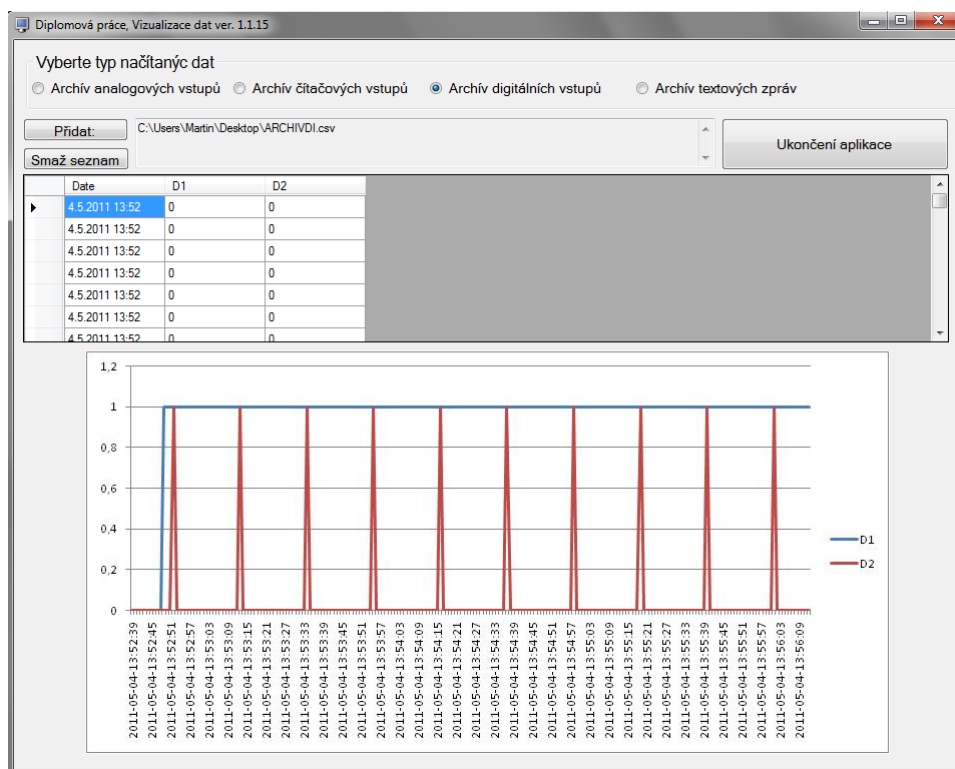 Diplomová práce, Vizualizace dat ver. 1.1.15
Vyberte typ načítanýc dat
Archív analogových vstupů Archív čítačových vstupů Archív digitálních vstupů Archív textových zpráv
Přidat: C:\Users\Martin\Desktop\ARCHIVDI.csv Ukončení aplikace
Smaž seznam
Date D1 D2
4.5.2011 13:52 0 0
4.5.2011 13:52 0 0
4.5.2011 13:52 0 0
4.5.2011 13:52 0 0
4.5.2011 13:52 0 0
4.5.2011 13:52 0 0
4.5.2011 13:52 0 0
1,2
1
0,8
0,6
0,4
0,2
0
D1
D2
2011-05-04-13:52:39
2011-05-04-13:52:45
2011-05-04-13:52:51
2011-05-04-13:52:57
2011-05-04-13:53:03
2011-05-04-13:53:09
2011-05-04-13:53:15
2011-05-04-13:53:21
2011-05-04-13:53:27
2011-05-04-13:53:33
2011-05-04-13:53:39
2011-05-04-13:53:45
2011-05-04-13:53:51
2011-05-04-13:53:57
2011-05-04-13:54:03
2011-05-04-13:54:09
2011-05-04-13:54:15
2011-05-04-13:54:21
2011-05-04-13:54:27
2011-05-04-13:54:33
2011-05-04-13:54:39
2011-05-04-13:54:45
2011-05-04-13:54:51
2011-05-04-13:54:57
2011-05-04-13:55:03
2011-05-04-13:55:09
2011-05-04-13:55:15
2011-05-04-13:55:21
2011-05-04-13:55:27
2011-05-04-13:55:33
2011-05-04-13:55:39
2011-05-04-13:55:45
2011-05-04-13:55:51
2011-05-04-13:55:57
2011-05-04-13:56:03
2011-05-04-13:56:09